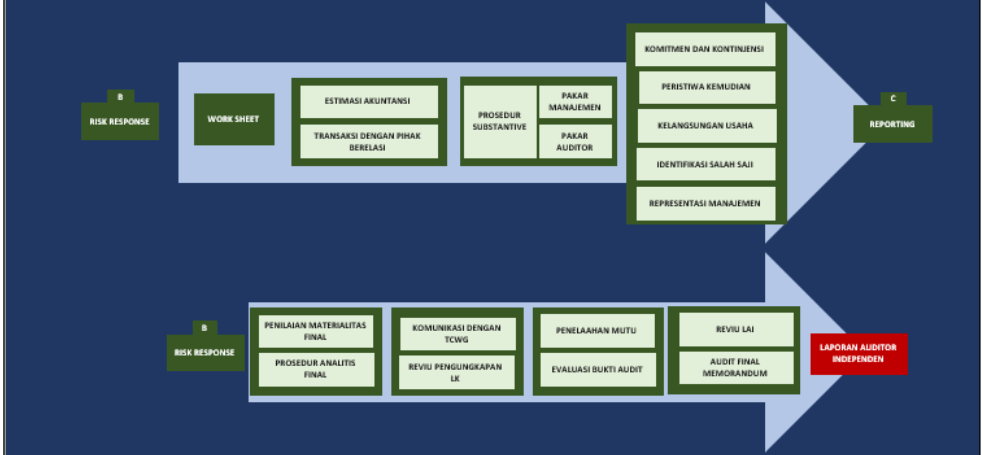 B
RISK RESPONSE
WORK SHEET
ESTIMASI AKUNTANSI
TRANSAKSI DENGAN PIHAK
BERELASI
PROSEDUR
SUBSTANTIVE
PAKAR
MANAJEMEN
PAKAR
AUDITOR
KOMITMEN DAN KONTINJENSI
PERISTIWA KEMUDIAN
KELANGSUNGAN USAHA
IDENTIFIKASI SALAH SAJI
REPRESENTASI MANAJEMEN
C
REPORTING
B
RISK RESPONSE
PENILAIAN MATERIALITAS
FINAL
PROSEDUR ANALITIS
FINAL
KOMUNIKASI DENGAN
TCWG
REVIU PENGUNGKAPAN
LK
PENELAAHAN MUTU
EVALUASI BUKTI AUDIT
REVIU LAI
AUDIT FINAL
MEMORANDUM
LAPORAN AUDITOR
INDEPENDEN